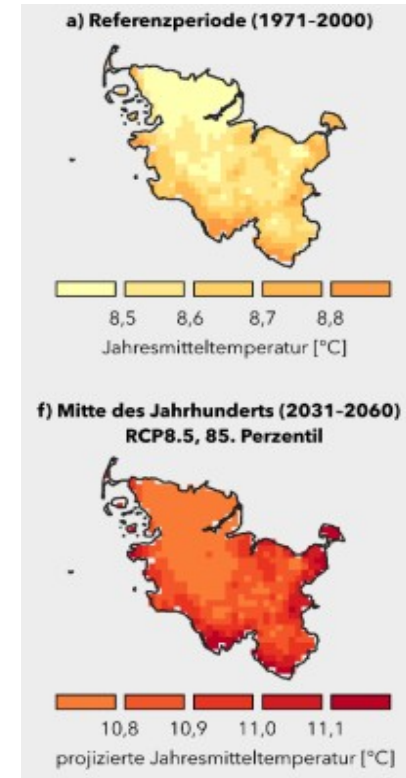 a) Referenzperiode (1971–2000)
8,5 8,6 8,7 8,8
Jahresmitteltemperatur [°C]
f) Mitte des Jahrhunderts (2031–2060)
RCP8.5, 85. Perzentil
10,8 10,9 11,0 11,1
projizierte Jahresmitteltemperatur [°C]